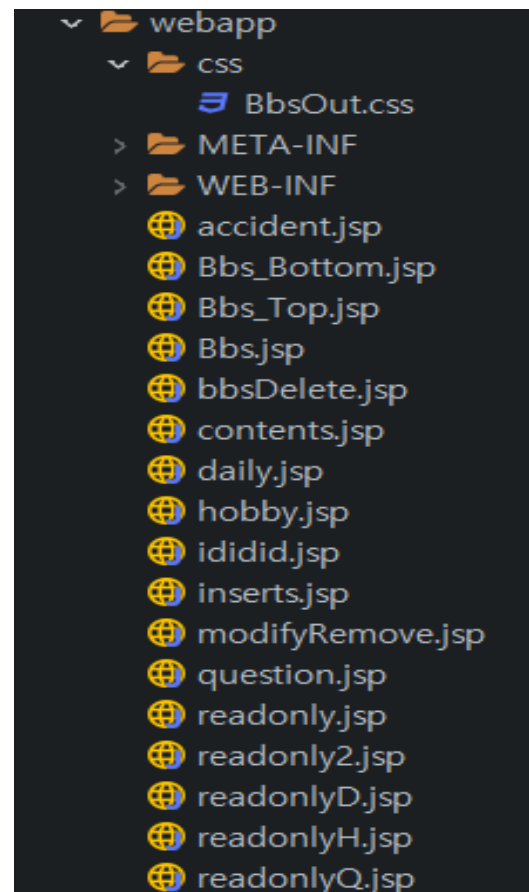 webapp
css
BbsOut.css
META-INF
WEB-INF
accident.jsp
Bbs_Bottom.jsp
Bbs_Top.jsp
Bbs.jsp
bbsDelete.jsp
contents.jsp
daily.jsp
hobby.jsp
ididid.jsp
inserts.jsp
modifyRemove.jsp
question.jsp
readonly.jsp
readonly2.jsp
readonlyD.jsp
readonlyH.jsp
readonlyQ.jsp